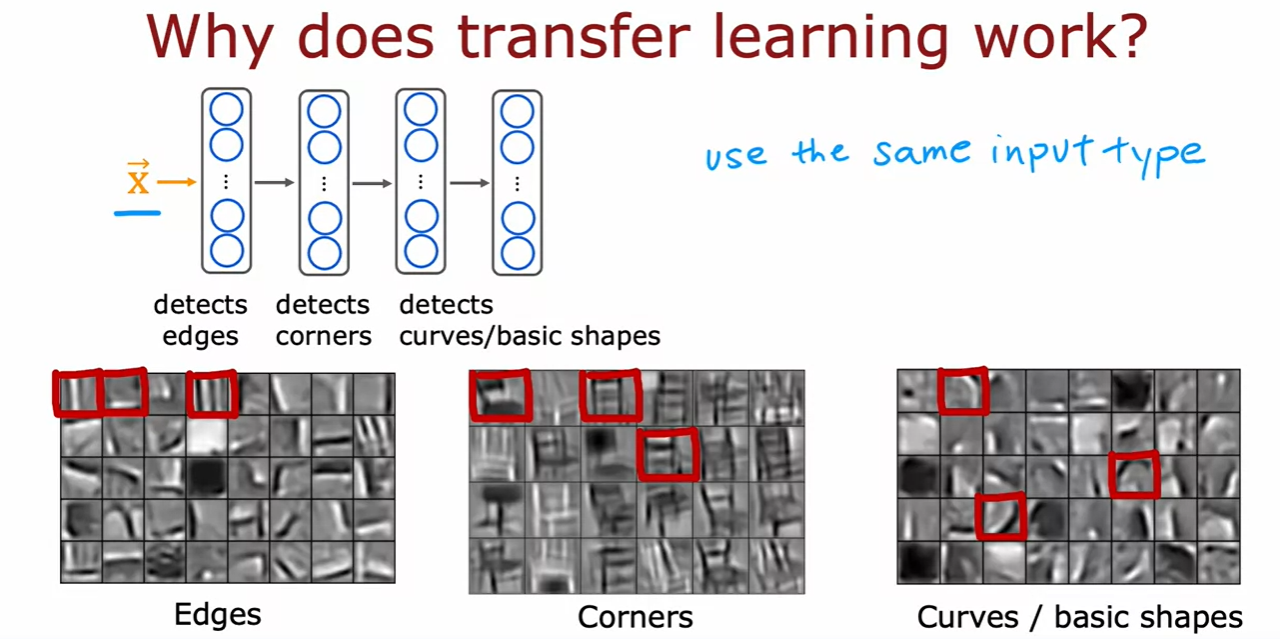 Why does transfer learning work?
x
use the same input type
detects edges
detects corners
detects curves/basic shapes
Edges
Corners
Curves / basic shapes